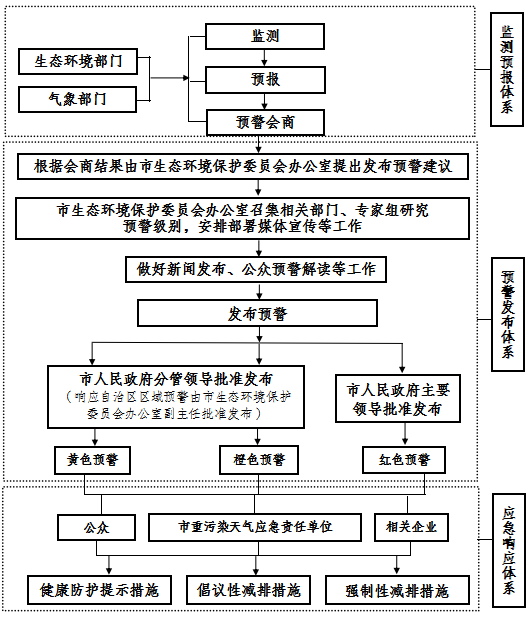 生态环境部门
气象部门
监测
预报
预警会商
监测预报体系
根据会商结果由市生态环境保护委员会办公室提出发布预警建议
市生态环境保护委员会办公室召集相关部门、专家组研究
预警级别，安排部署媒体宣传等工作
做好新闻发布、公众预警解读等工作
发布预警
市人民政府分管领导批准发布
（响应自治区区域预警由市生态环境保护
委员会办公室副主任批准发布）
市人民政府主要
领导批准发布
黄色预警
橙色预警
红色预警
预警发布体系
公众
市重污染天气应急责任单位
相关企业
健康防护提示措施
倡议性减排措施
强制性减排措施
应急响应体系